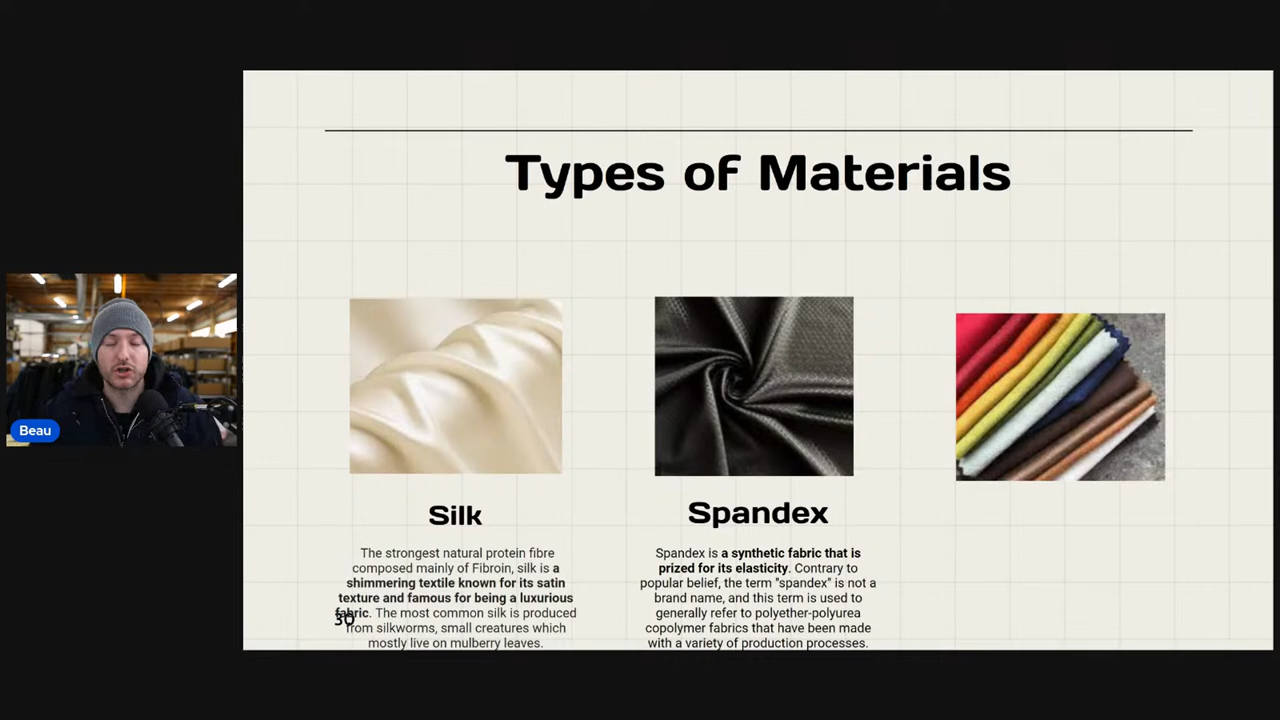 Types of Materials
Silk
The strongest natural protein fibre
composed mainly of Fibroin, silk is a
shimmering textile known for its satin
texture and famous for being a luxurious
fabric. The most common silk is produced
from silkworms, small creatures which
mostly live on mulberry leaves.
30
Spandex
Spandex is a synthetic fabric that is
prized for its elasticity. Contrary to
popular belief, the term "spandex" is not a
brand name, and this term is used to
generally refer to polyether-polyurea
copolymer fabrics that have been made
with a variety of production processes.
Beau